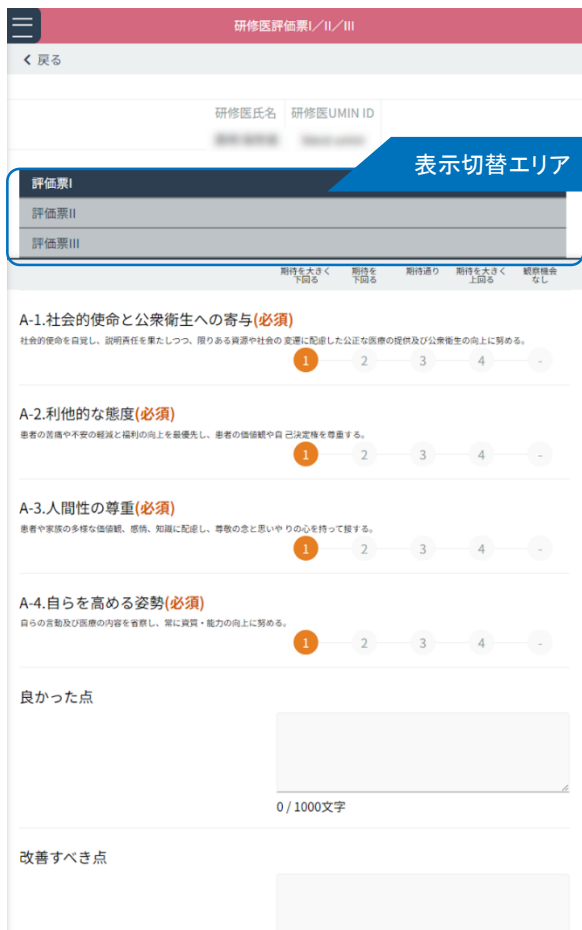 研修医評価票I／II／III
戻る
研修医氏名 研修医UMIN ID
表示切替エリア
評価票I
評価票II
評価票III
期待を大きく下回る 期待を下回る 期待通り 期待を大きく上回る 観察機会なし
A-1.社会的使命と公衆衛生への寄与(必須)
社会的使命を自覚し、説明責任を果たしつつ、限りある資源や社会の変遷に配慮した公正な医療の提供及び公衆衛生の向上に努める。
1 2 3 4 -
A-2.利他的な態度(必須)
患者の苦痛や不安の軽減と福利の向上を最優先し、患者の価値観や自己決定権を尊重する。
1 2 3 4 -
A-3.人間性の尊重(必須)
患者や家族の多様な価値観、感情、知識に配慮し、尊敬の念と思いやりの心を持って接する。
1 2 3 4 -
A-4.自らを高める姿勢(必須)
自らの言動及び医療の内容を省察し、常に資質・能力の向上に努める。
1 2 3 4 -
良かった点
0 / 1000文字
改善すべき点